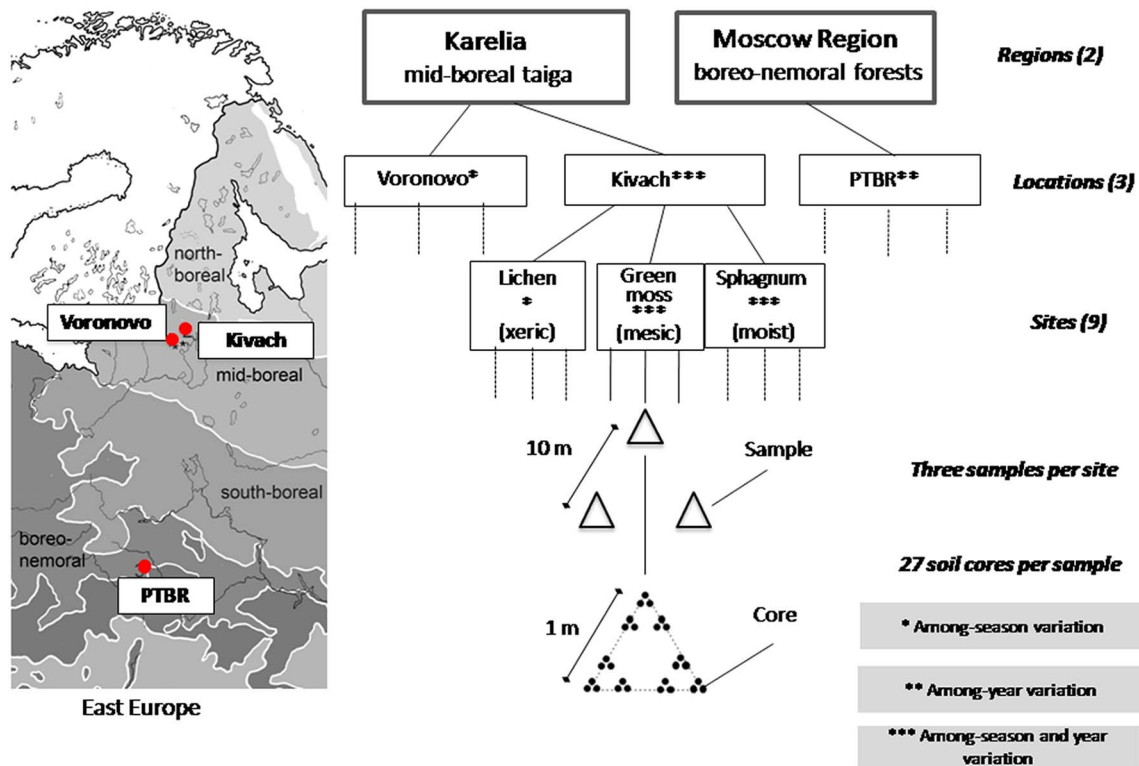 Karelia
mid-boreal taiga
Moscow Region
boreo-nemoral forests
Regions (2)
Voronovo*
Kivach***
PTBR**
Locations (3)
Lichen
*
(xeric)
Green
moss
***
(mesic)
Sphagnum
***
(moist)
Sites (9)
10 m
Sample
Three samples per site
27 soil cores per sample
1 m
Core
* Among-season variation
** Among-year variation
*** Among-season and year
variation
north-
boreal
Voronovo
Kivach
mid-boreal
south-boreal
boreo-
nemoral
PTBR
East Europe